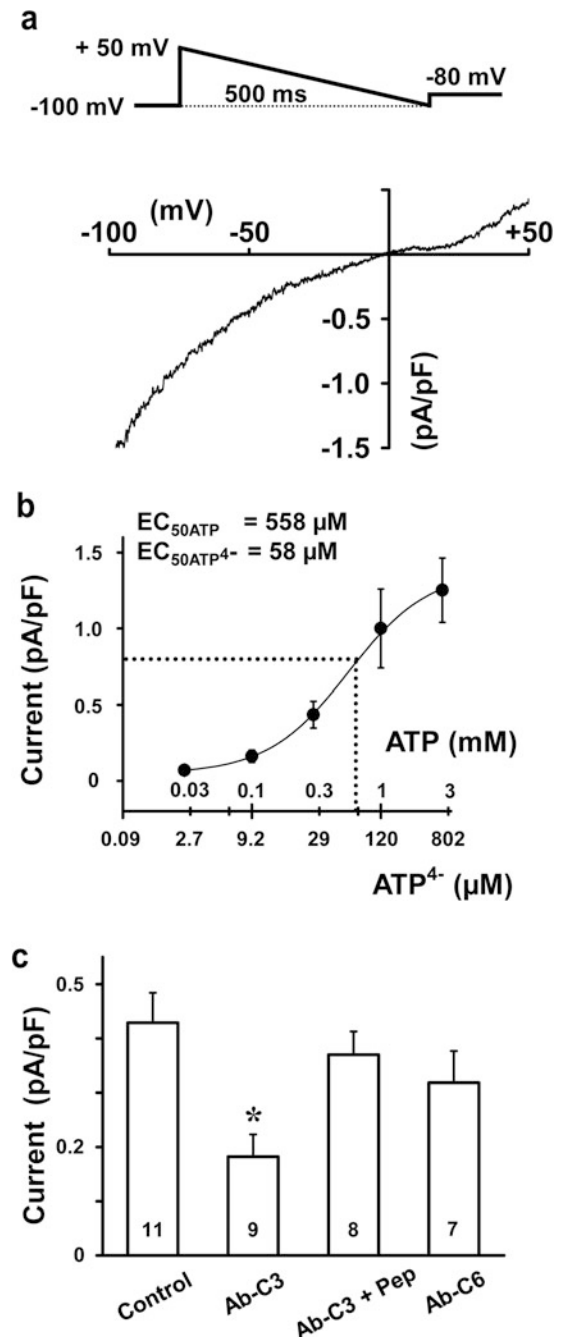 a
+ 50 mV
-80 mV
-100 mV
500 ms
(mV)
-100
-50
+50
-0.5
-1.0
-1.5
(pA/pF)
b
EC50ATP = 558 µM
EC50ATP4- = 58 µM
1.5
1.0
0.5
0
Current (pA/pF)
ATP (mM)
0.03 0.1 0.3 1 3
0.09 2.7 9.2 29 120 802
ATP4- (µM)
c
0.5
0.2
0
Current (pA/pF)
*
11 9 8 7
Control Ab-C3 Ab-C3 + Pep Ab-C6